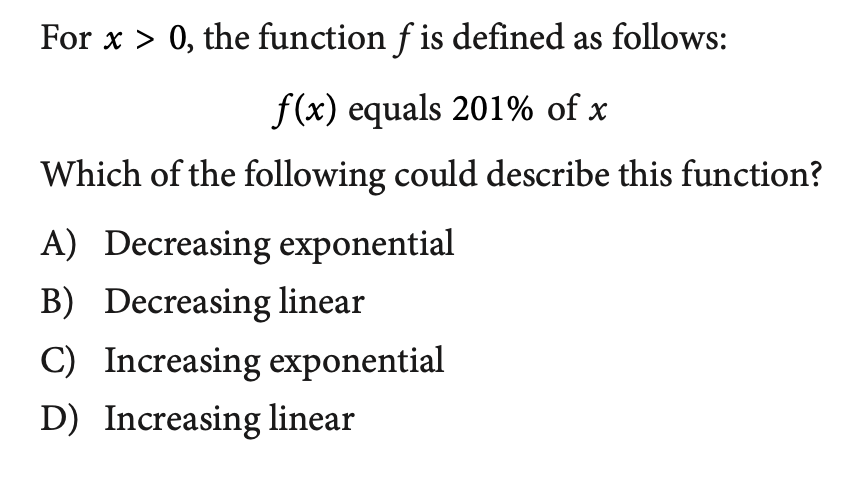 For x > 0, the function f is defined as follows:
f(x) equals 201% of x
Which of the following could describe this function?
A) Decreasing exponential
B) Decreasing linear
C) Increasing exponential
D) Increasing linear